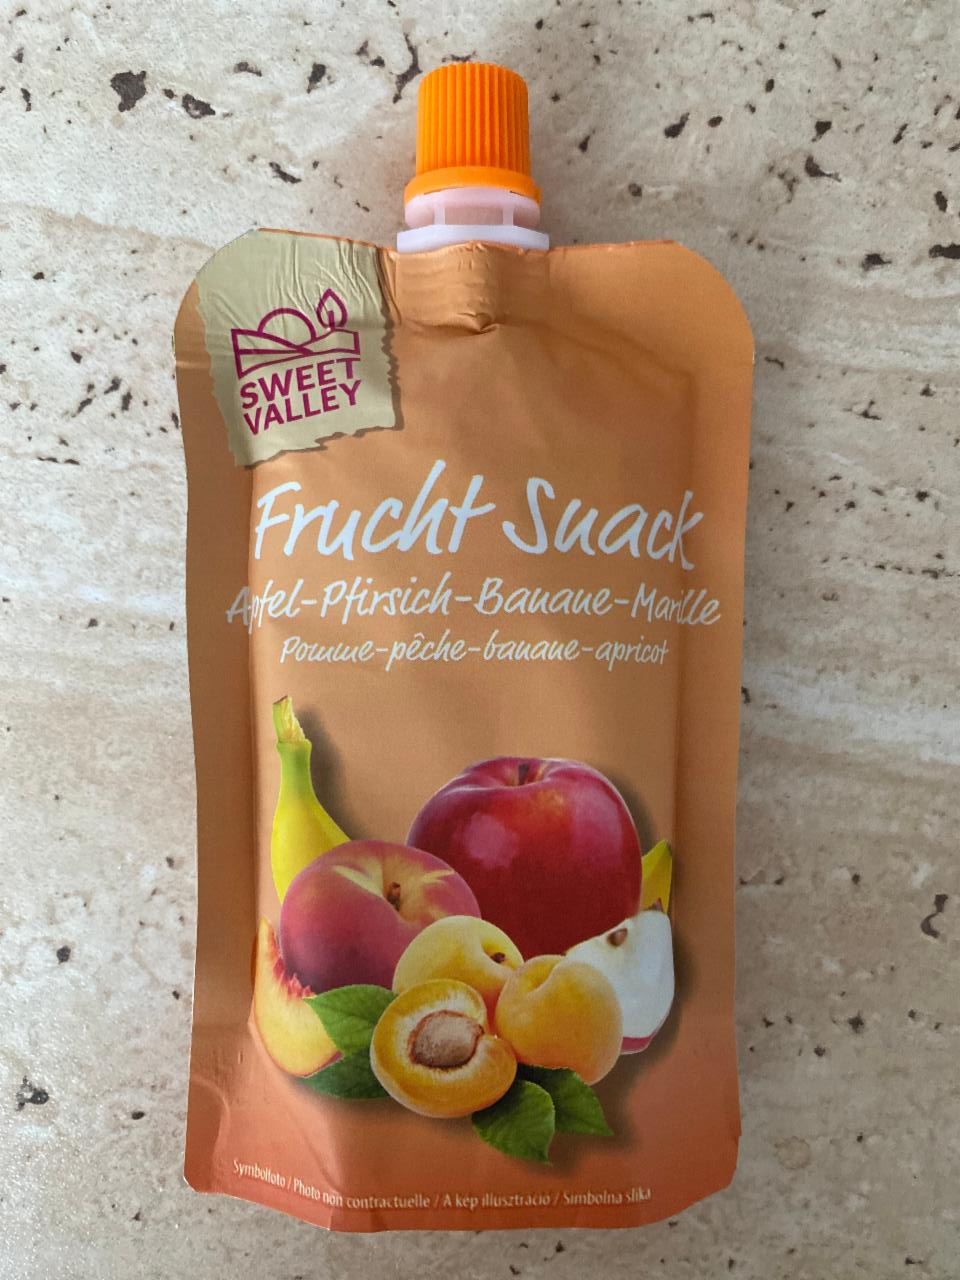 SWEET
VALLEY
Frucht Snack
Apfel-Pfirsich-Banane-Marille
Pomme-pêche-banane-apricot
Symbolfoto / Photo non contractuelle / A kép illusztráció / Simbolna slika